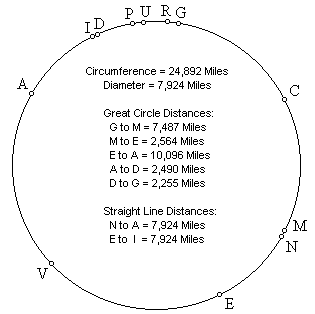 P U R G
I D
A
C
Circumference = 24,892 Miles
Diameter = 7,924 Miles
Great Circle Distances:
G to M = 7,487 Miles
M to E = 2,564 Miles
E to A = 10,096 Miles
A to D = 2,490 Miles
D to G = 2,255 Miles
Straight Line Distances:
N to A = 7,924 Miles
E to I = 7,924 Miles
M
N
V
E